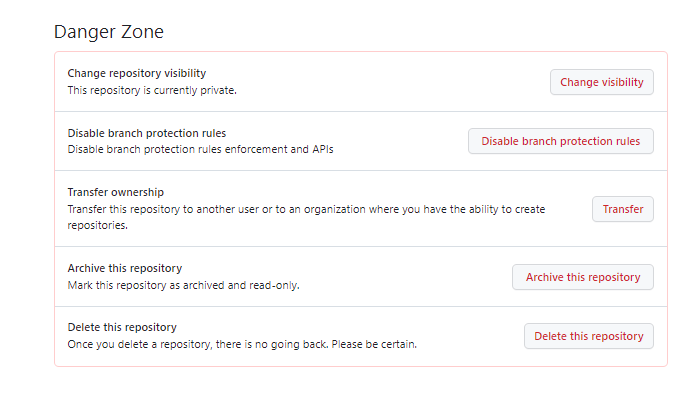 Danger Zone
Change repository visibility
This repository is currently private.
Change visibility
Disable branch protection rules
Disable branch protection rules enforcement and APIs
Disable branch protection rules
Transfer ownership
Transfer this repository to another user or to an organization where you have the ability to create
repositories.
Transfer
Archive this repository
Mark this repository as archived and read-only.
Archive this repository
Delete this repository
Once you delete a repository, there is no going back. Please be certain.
Delete this repository